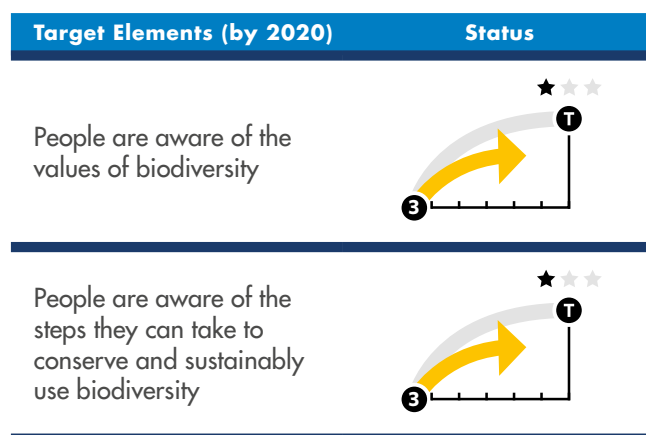 Target Elements (by 2020) Status
People are aware of the
values of biodiversity
T
3
People are aware of the
steps they can take to
conserve and sustainably
use biodiversity
T
3